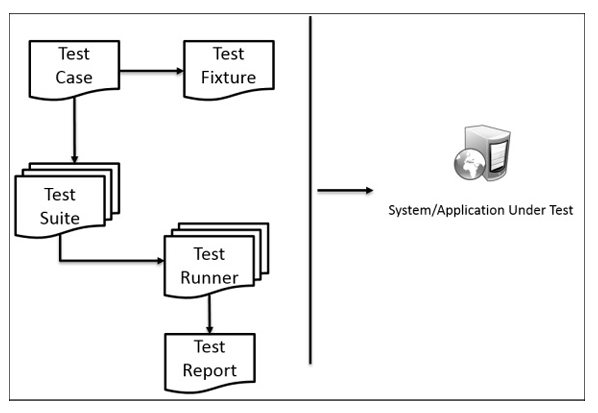 Test
Case
Test
Fixture
Test
Suite
Test
Runner
Test
Report
System/Application Under Test